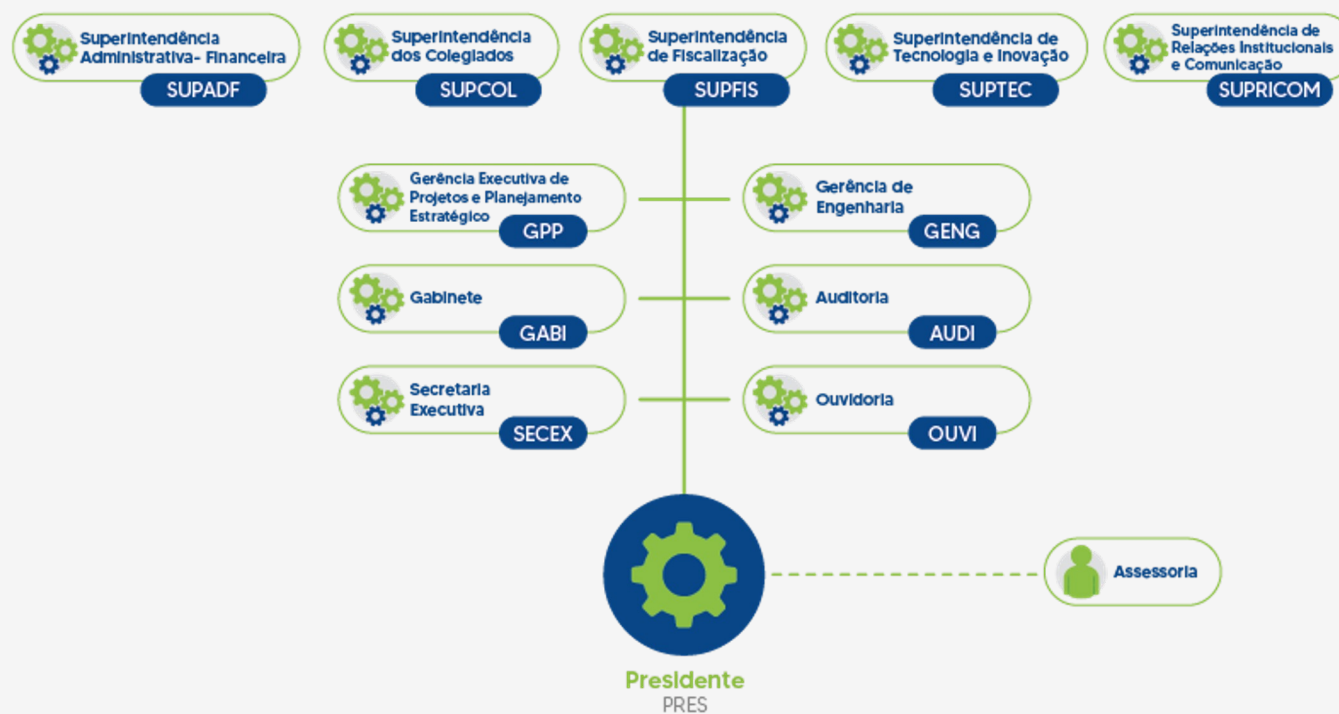 Superintendência
Administrativa- Financeira
SUPADF
Superintendência
dos Colegiados
SUPCOL
Superintendência
de Fiscalização
SUPFIS
Superintendência de
Tecnologia e Inovação
SUPTEC
Superintendência de
Relações Institucionais
e Comunicação
SUPRICOM
Gerência Executiva de
Projetos e Planejamento
Estratégico
GPP
Gerência de
Engenharia
GENG
Gabinete
GABI
Auditoria
AUDI
Secretaria
Executiva
SECEX
Ouvidoria
OUVI
Assessoria
Presidente
PRES